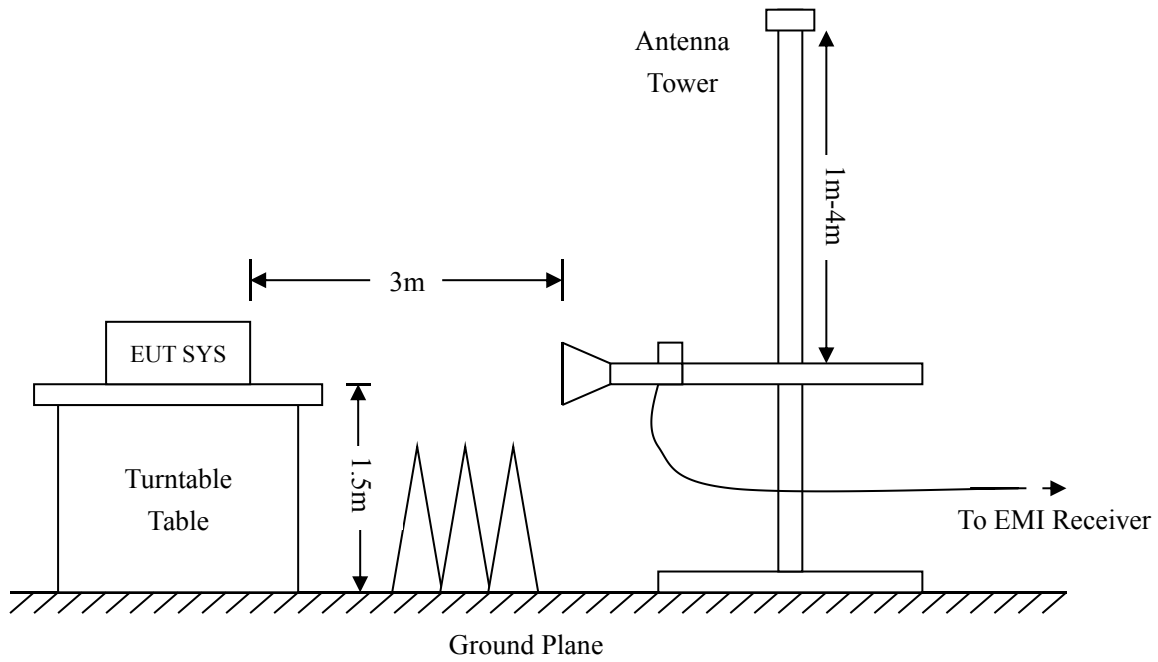 Antenna
Tower
1m-4m
3m
EUT SYS
1.5m
Turntable
Table
To EMI Receiver
Ground Plane